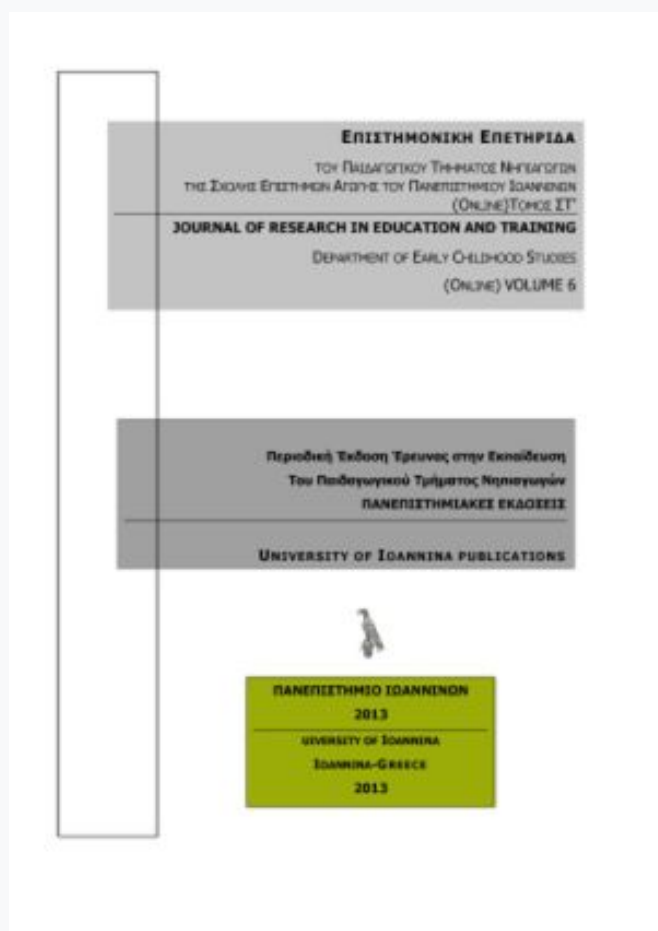 ΕΠΙΣΤΗΜΟΝΙΚΗ ΕΠΕΤΗΡΙΔΑ
ΤΟΥ ΠΑΙΔΑΓΩΓΙΚΟΥ ΤΜΗΜΑΤΟΣ ΝΗΠΙΑΓΩΓΩΝ
ΤΗΣ ΣΧΟΛΗΣ ΕΠΙΣΤΗΜΩΝ ΑΓΩΓΗΣ ΤΟΥ ΠΑΝΕΠΙΣΤΗΜΙΟΥ ΙΩΑΝΝΙΝΩΝ
(ONLINE)ΤΟΜΟΣ ΣΤ'
JOURNAL OF RESEARCH IN EDUCATION AND TRAINING
DEPARTMENT OF EARLY CHILDHOOD STUDIES
(ONLINE) VOLUME 6
Περιοδική Έκδοση Έρευνας στην Εκπαίδευση
Του Παιδαγωγικού Τμήματος Νηπιαγωγών
ΠΑΝΕΠΙΣΤΗΜΙΑΚΕΣ ΕΚΔΟΣΕΙΣ
UNIVERSITY OF IOANNINA PUBLICATIONS
ΠΑΝΕΠΙΣΤΗΜΙΟ ΙΩΑΝΝΙΝΩΝ
2013
UIVERSITY OF IOANNINA
IOANNINA-GREECE
2013